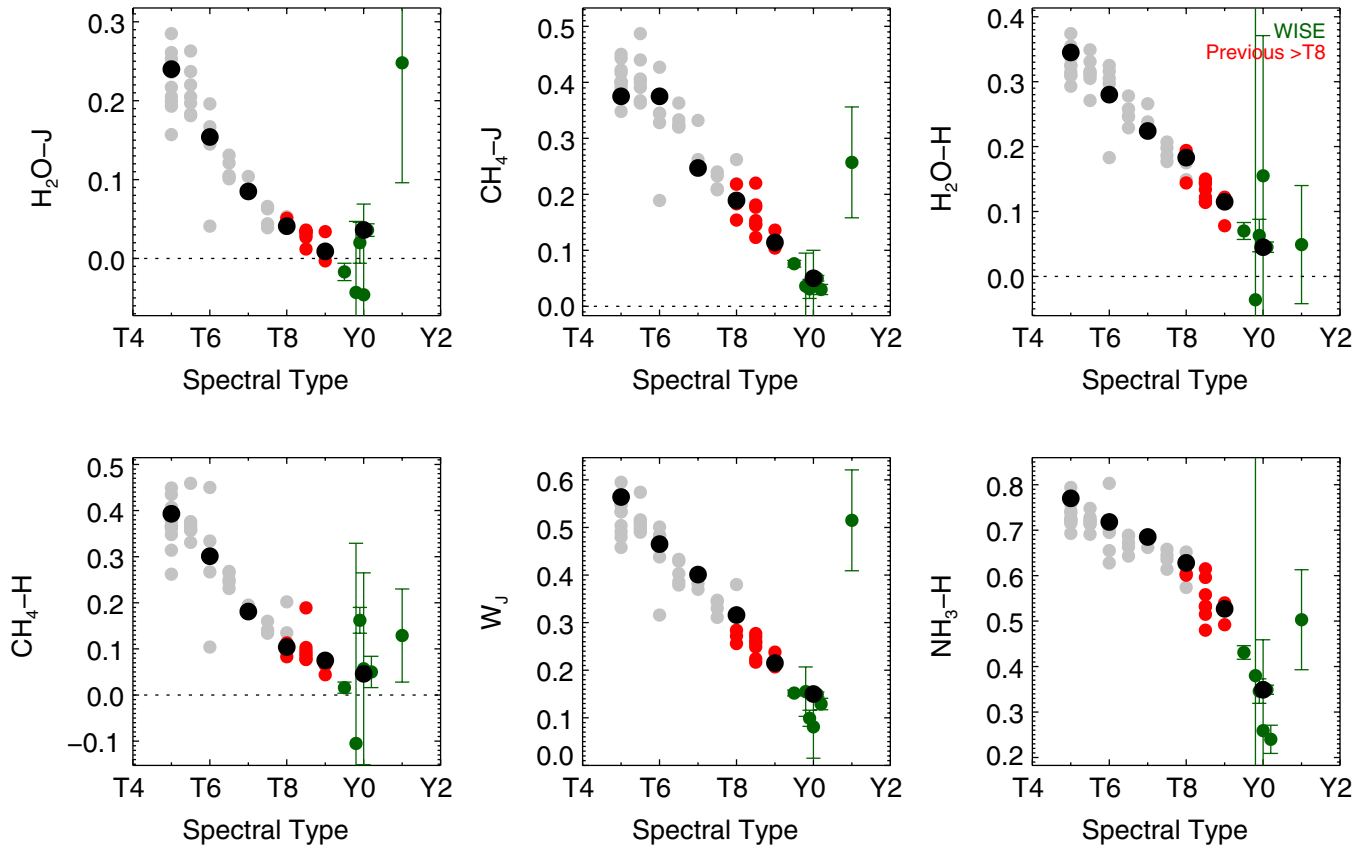 H₂O–J
0.3
0.2
0.1
0.0
T4 T6 T8 Y0 Y2
Spectral Type
CH₄–J
0.5
0.4
0.3
0.2
0.1
0.0
T4 T6 T8 Y0 Y2
Spectral Type
H₂O–H
0.4
0.3
0.2
0.1
0.0
WISE
Previous >T8
T4 T6 T8 Y0 Y2
Spectral Type
CH₄–H
0.5
0.4
0.3
0.2
0.1
0.0
–0.1
T4 T6 T8 Y0 Y2
Spectral Type
W_J
0.6
0.5
0.4
0.3
0.2
0.1
0.0
T4 T6 T8 Y0 Y2
Spectral Type
NH₃–H
0.8
0.7
0.6
0.5
0.4
0.3
0.2
T4 T6 T8 Y0 Y2
Spectral Type